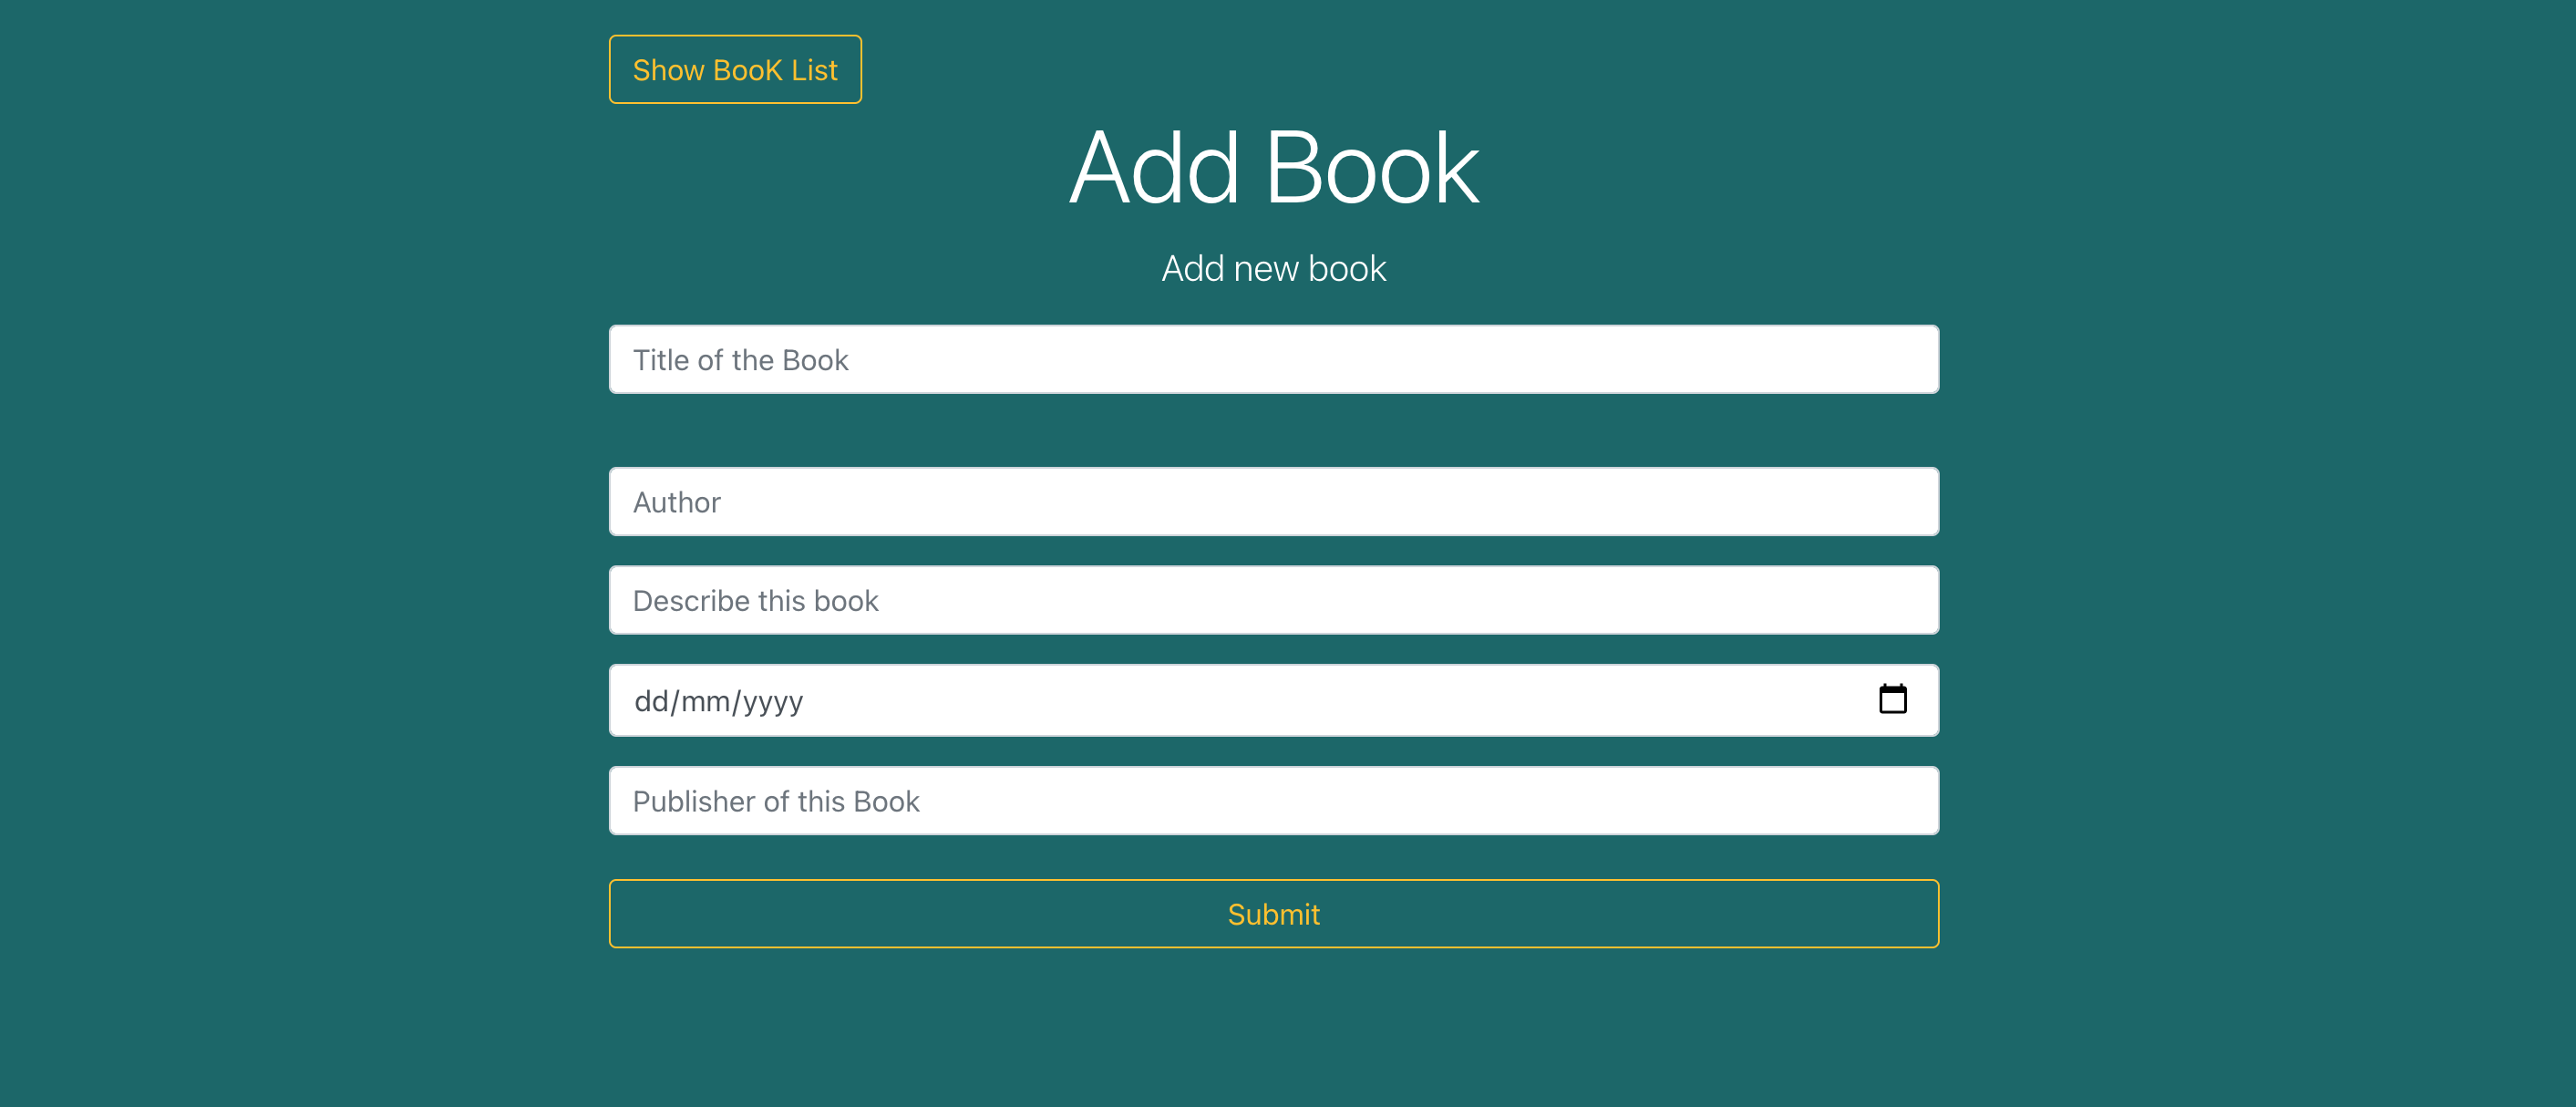 Show BooK List
Add Book
Add new book
Title of the Book
Author
Describe this book
dd/mm/yyyy
Publisher of this Book
Submit